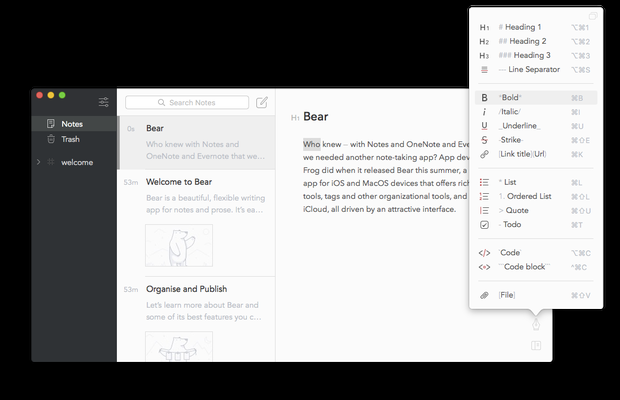 Notes
Trash
welcome
Search Notes
0s Bear
Who knew with Notes and
OneNote and Evernote that we...
53m Welcome to Bear
Bear is a beautiful, flexible writing
app for notes and prose. It's ea...
53m Organise and Publish
Let's learn more about Bear and
some of its best features you c...
H1 Bear
Who knew – with Notes and OneNote and Eve
we needed another note-taking app? App dev
Frog did when it released Bear this summer, a
app for iOS and MacOS devices that offers rich
tools, tags and other organizational tools, and
iCloud, all driven by an attractive interface.
H1 # Heading 1 ⌥⌘1
H2 ## Heading 2 ⌥⌘2
H3 ### Heading 3 ⌥⌘3
--- Line Separator ⌥⌘S
B *Bold* ⌘B
i /Italic/ ⌘I
U _Underline_ ⌘U
S -Strike- ⌘⇧E
[Link title](Url) ⌘K
* List ⌘L
1. Ordered List ⌘⇧L
> Quote ⌘⇧U
- Todo ⌘T
</> `Code` ⌥⌘C
```Code block``` ^⌘C
[File] ⌘⇧V